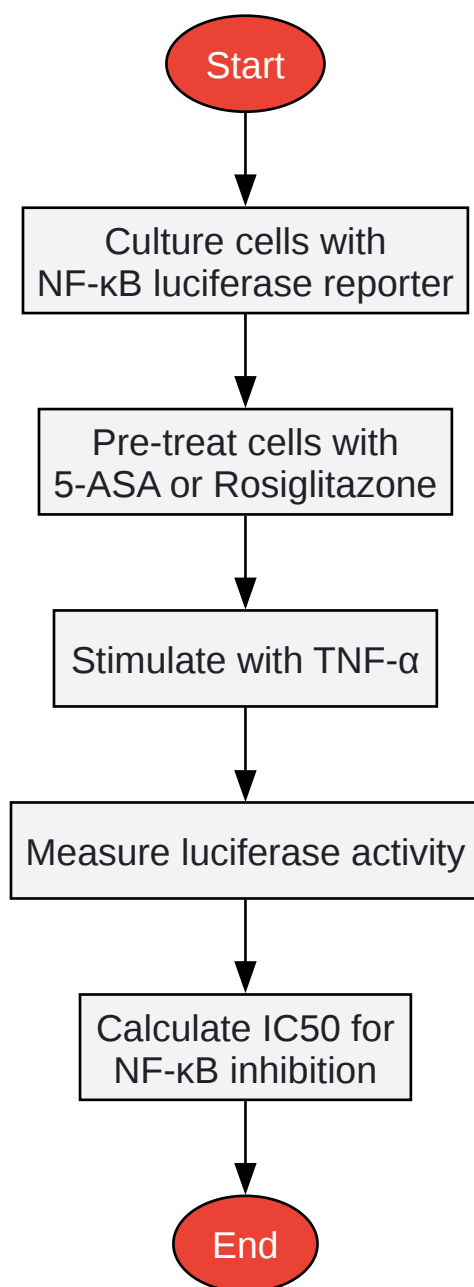 Start
Culture cells with
NF-κB luciferase reporter
Pre-treat cells with
5-ASA or Rosiglitazone
Stimulate with TNF-α
Measure luciferase activity
Calculate IC50 for
NF-κB inhibition
End